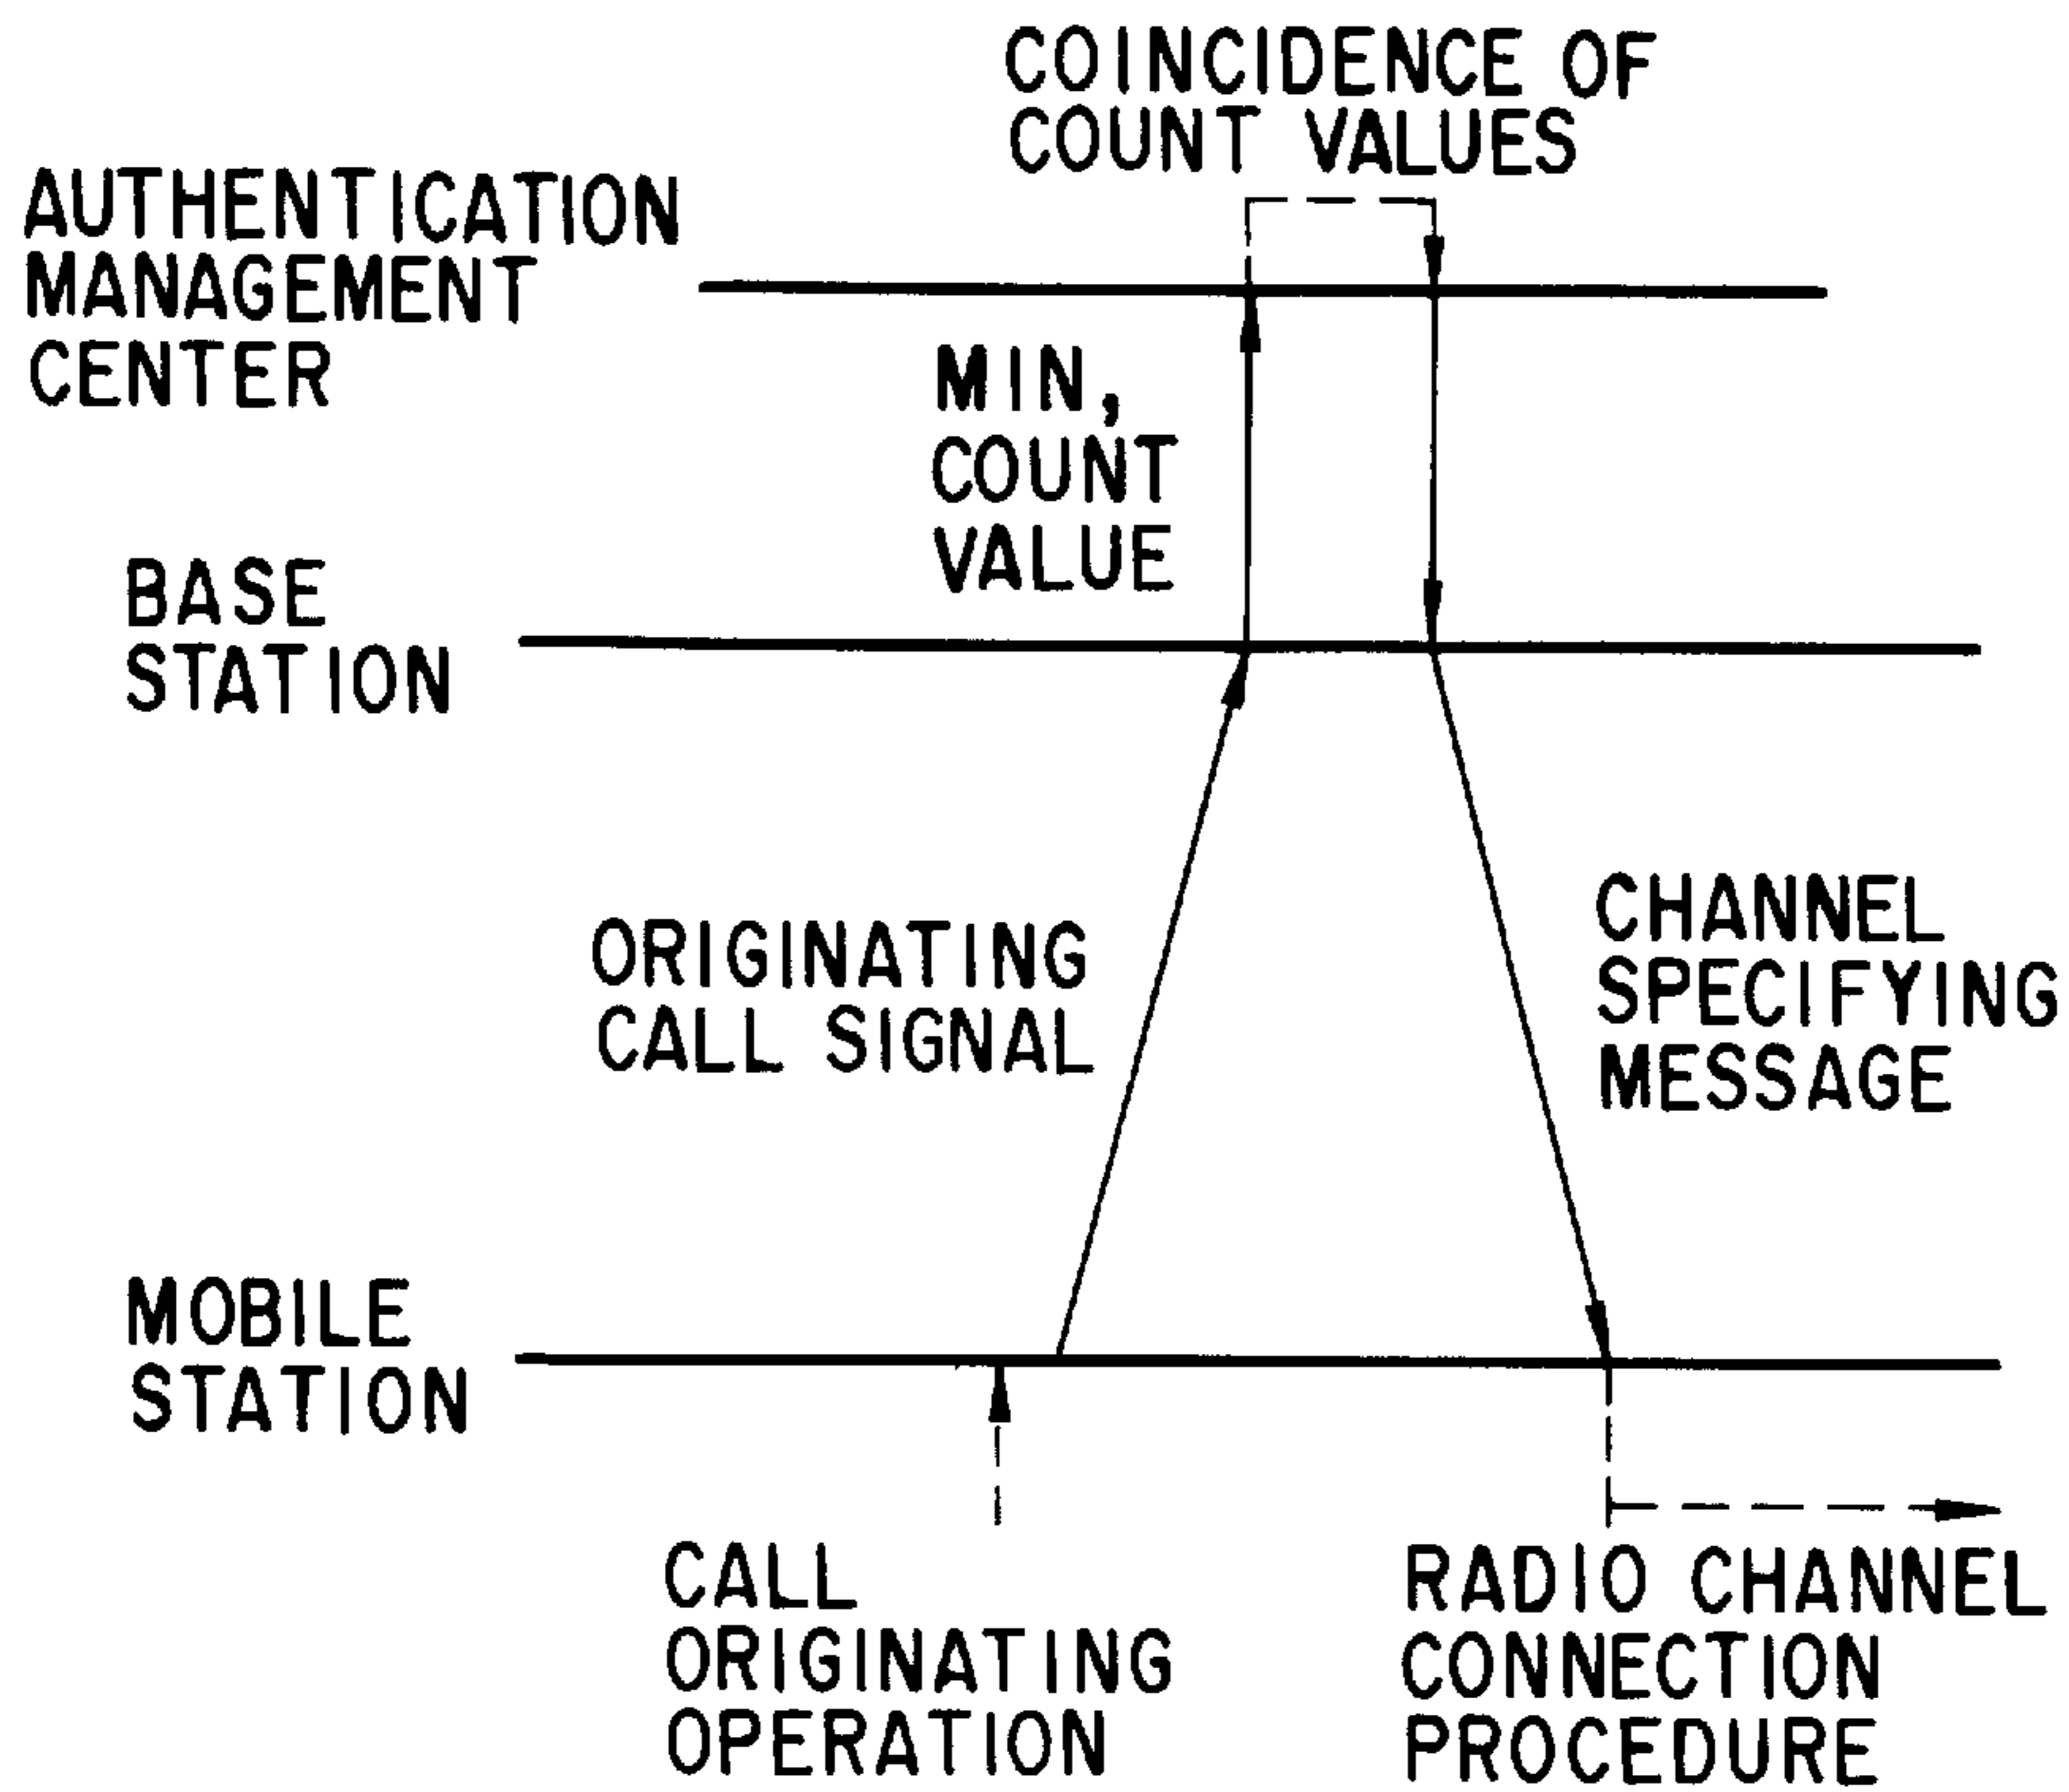 COINCIDENCE OF
COUNT VALUES
AUTHENTICATION
MANAGEMENT
CENTER
MIN,
COUNT
VALUE
BASE
STATION
ORIGINATING
CALL SIGNAL
CHANNEL
SPECIFYING
MESSAGE
MOBILE
STATION
CALL
ORIGINATING
OPERATION
RADIO CHANNEL
CONNECTION
PROCEDURE